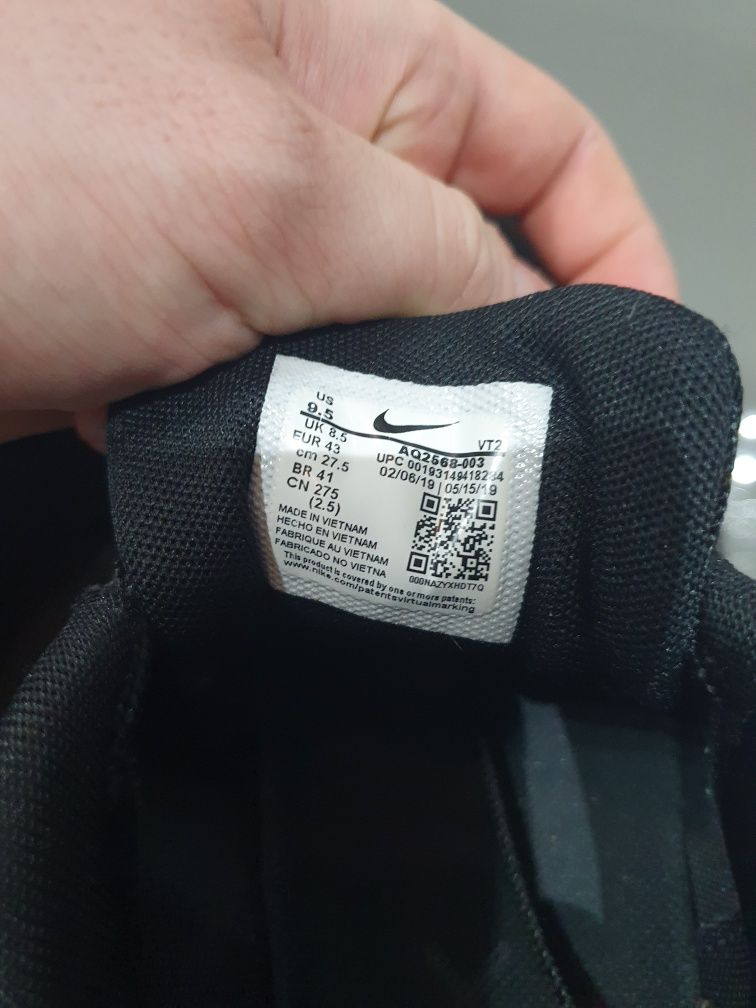 US
9.5
UK 8.5
EUR 43
cm 27.5
BR 41
CN 275
(2.5)
VT2
AQ2568-003
UPC 00193149418284
02/06/19 | 05/15/19
MADE IN VIETNAM
HECHO EN VIETNAM
FABRIQUE AU VIETNAM
FABRICADO NO VIETNA
000NAZYXHDT7Q
This product is covered by one or more patents:
www.nike.com/patentsvirtualmarking